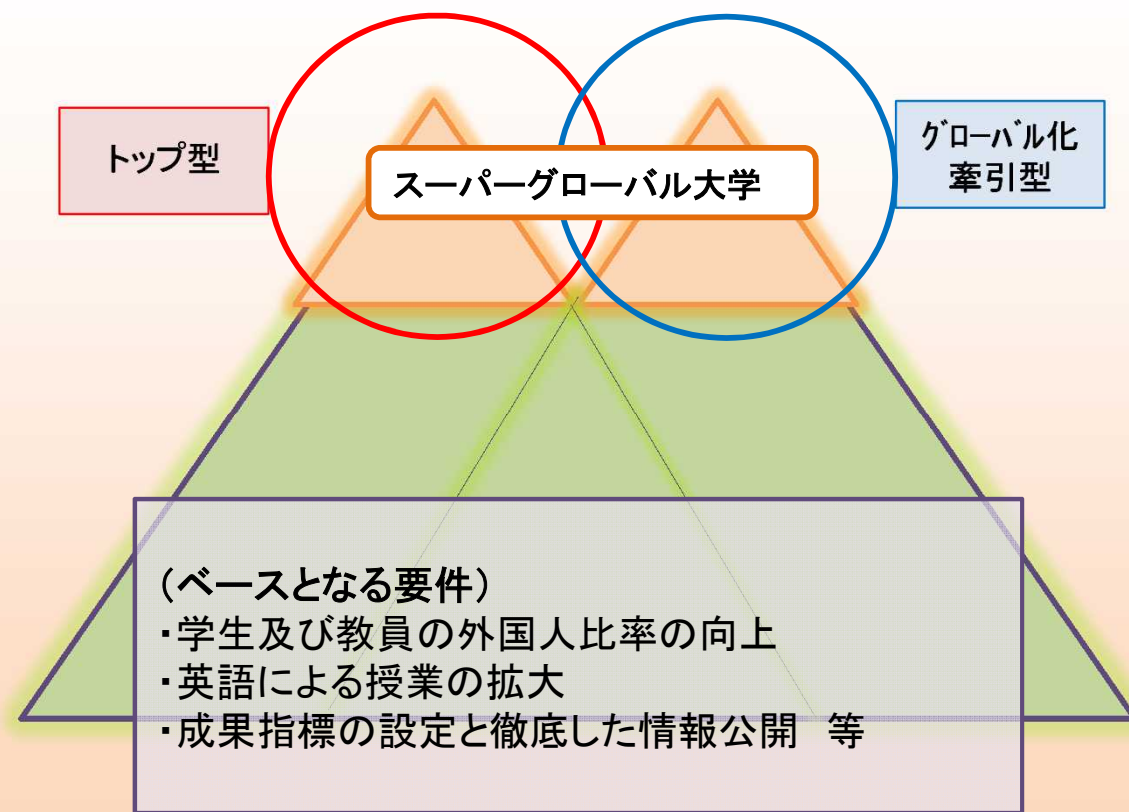 トップ型
スーパーグローバル大学
グローバル化
牽引型
(ベースとなる要件)
・学生及び教員の外国人比率の向上
・英語による授業の拡大
・成果指標の設定と徹底した情報公開　等